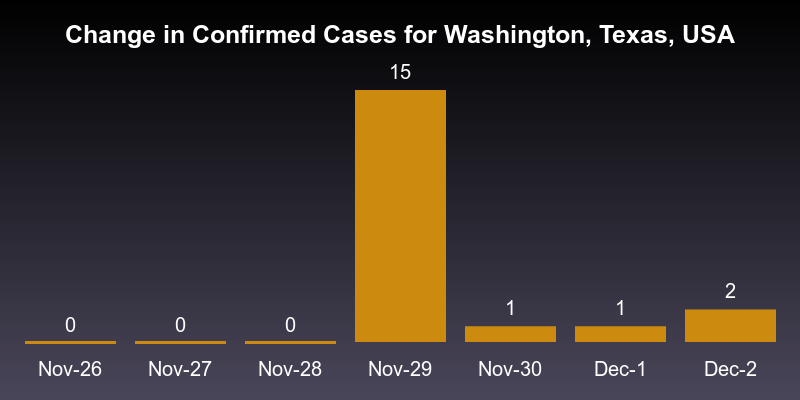 Change in Confirmed Cases for Washington, Texas, USA
15
0
0
0
1
1
2
Nov-26
Nov-27
Nov-28
Nov-29
Nov-30
Dec-1
Dec-2